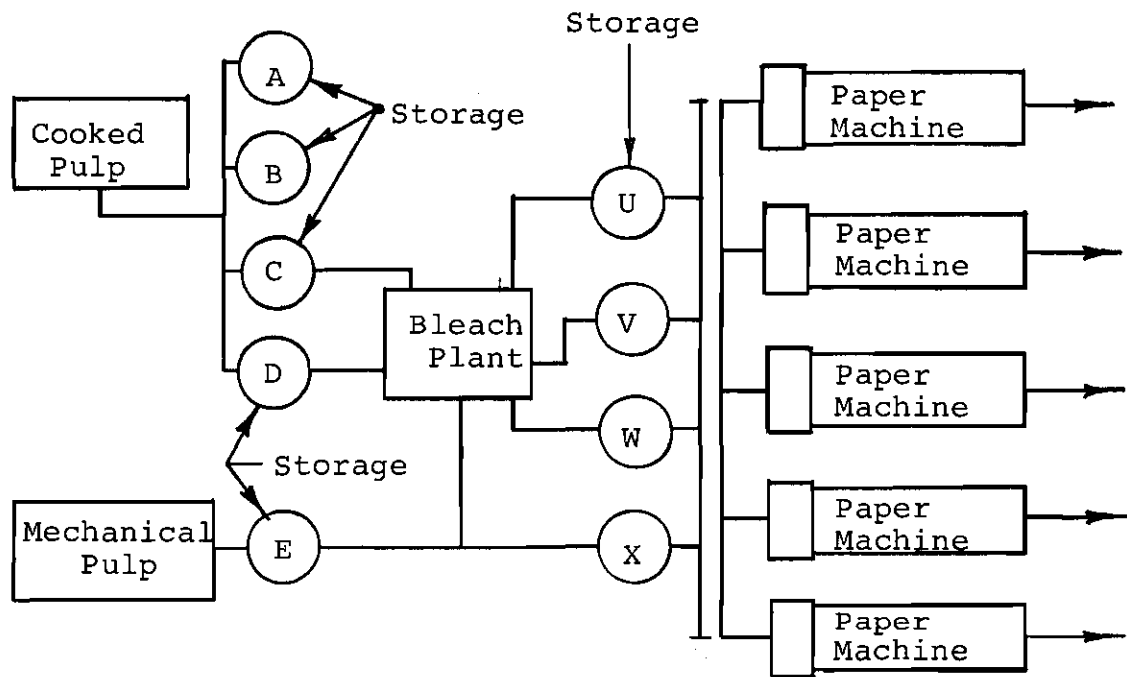 Storage
A
Storage
Cooked
Pulp
B
U
C
Bleach
Plant
V
D
W
Storage
Mechanical
Pulp
E
X
Paper
Machine
Paper
Machine
Paper
Machine
Paper
Machine
Paper
Machine